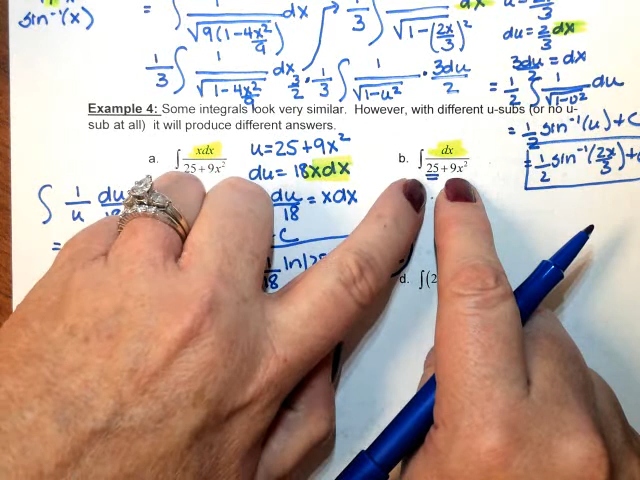 sin⁻¹(x)
= ∫ 1/√9(1-4x²/9) dx
1/3 ∫ 1/√1-(2x/3)² dx
du = 2/3 dx
3du/2 = dx
1/3 ∫ 1/√1-4x²/9 dx
3/2 · 1/3 ∫ 1/√1-u² · 3du/2
= 1/2 ∫ 1/√1-u² du
= 1/2 sin⁻¹(u) + C
= 1/2 sin⁻¹(2x/3) +
Example 4: Some integrals look very similar. However, with different u-subs (or no u-
sub at all) it will produce different answers.
a. ∫ xdx/25+9x²
u = 25+9x²
du = 18xdx
du/18 = xdx
∫ 1/u du
=
b. ∫ dx/25+9x²
d. ∫(2